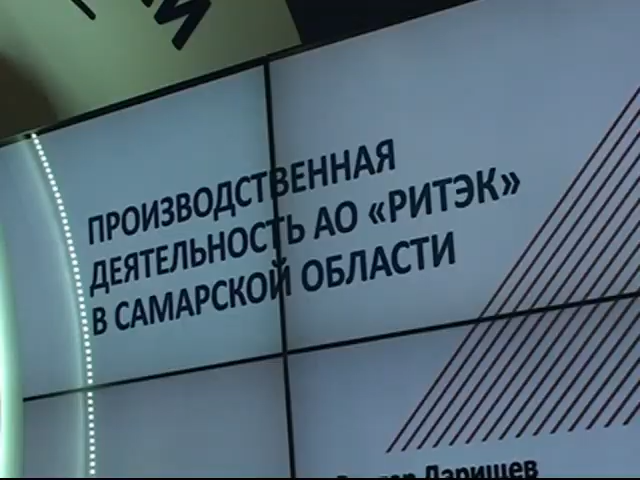 ПРОИЗВОДСТВЕННАЯ
ДЕЯТЕЛЬНОСТЬ АО «РИТЭК»
В САМАРСКОЙ ОБЛАСТИ